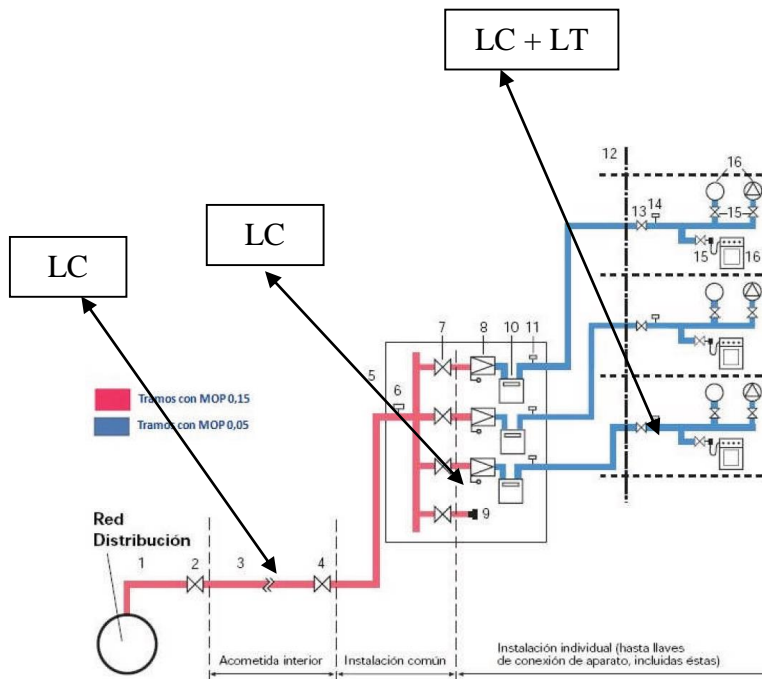 LC + LT
LC
LC
12
16
13
14
15
15
16
7
8
10
11
5
6
Tramos con MOP 0,15
Tramos con MOP 0,05
9
Red
Distribución
1
2
3
4
Acometida interior
Instalación común
Instalación individual (hasta llaves
de conexión de aparato, incluidas éstas)